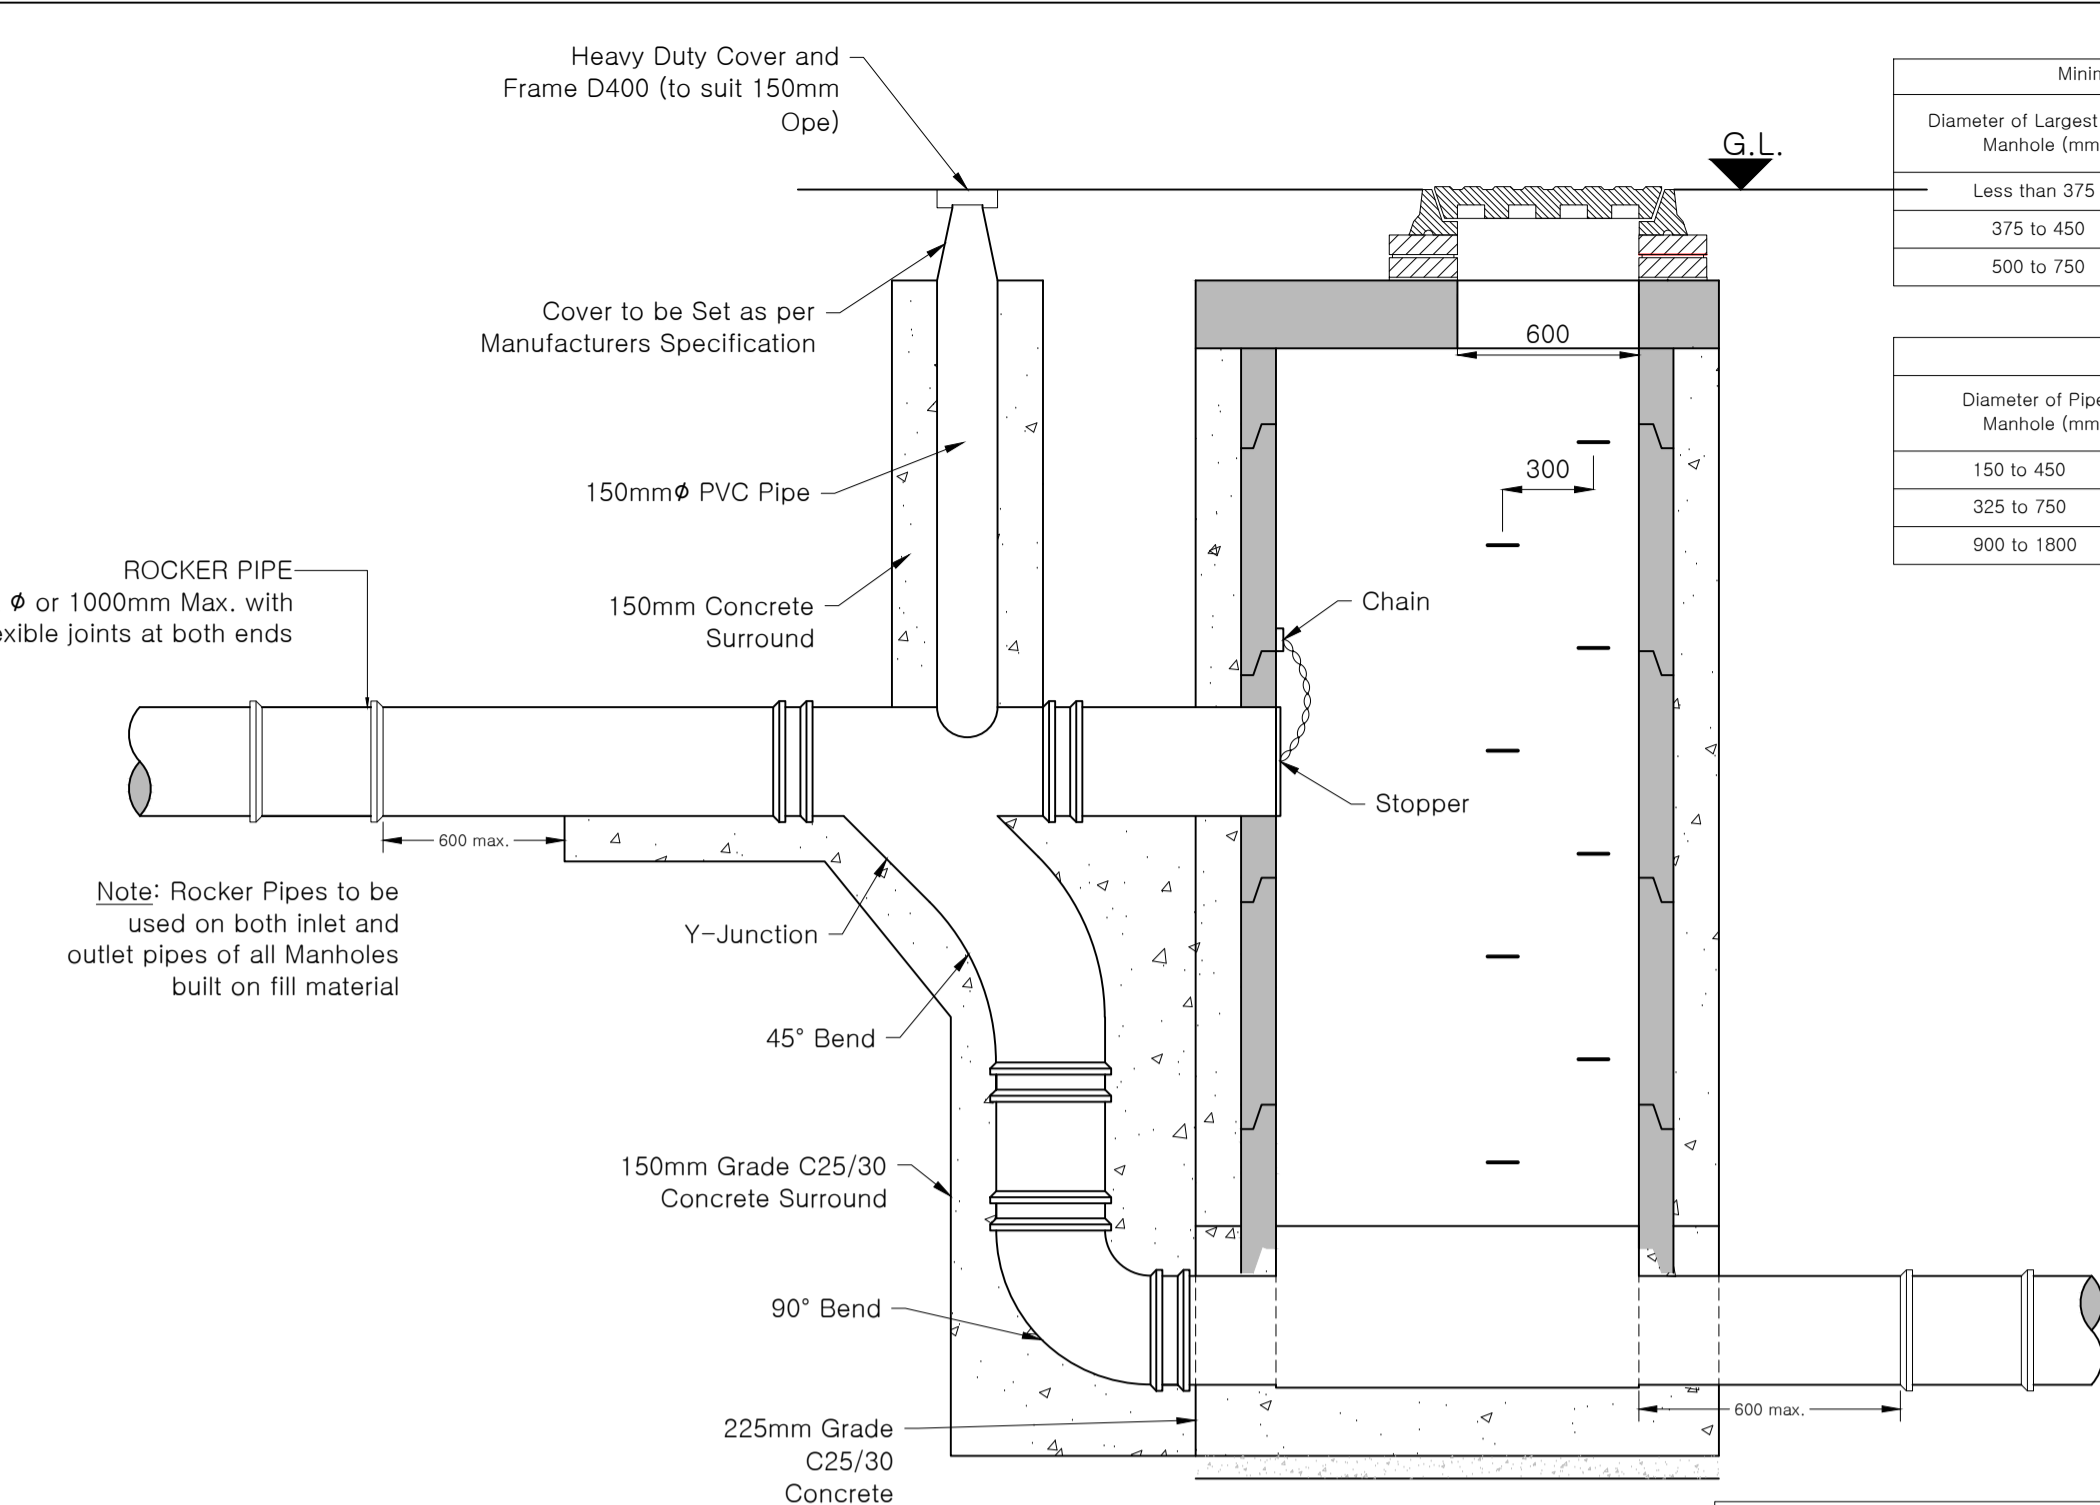 Heavy Duty Cover and
Frame D400 (to suit 150mm
Ope)
G.L.
Diameter of Largest
Manhole (mm
Less than 375
375 to 450
500 to 750
Cover to be Set as per
Manufacturers Specification
600
Diameter of Pipe
Manhole (mm
150 to 450
325 to 750
900 to 1800
300
150mmϕ PVC Pipe
ROCKER PIPE
ϕ or 1000mm Max. with
joints at both ends
150mm Concrete
Surround
Chain
Stopper
600 max.
Note: Rocker Pipes to be
used on both inlet and
outlet pipes of all Manholes
built on fill material
Y-Junction
45° Bend
150mm Grade C25/30
Concrete Surround
90° Bend
225mm Grade
C25/30
Concrete
600 max.